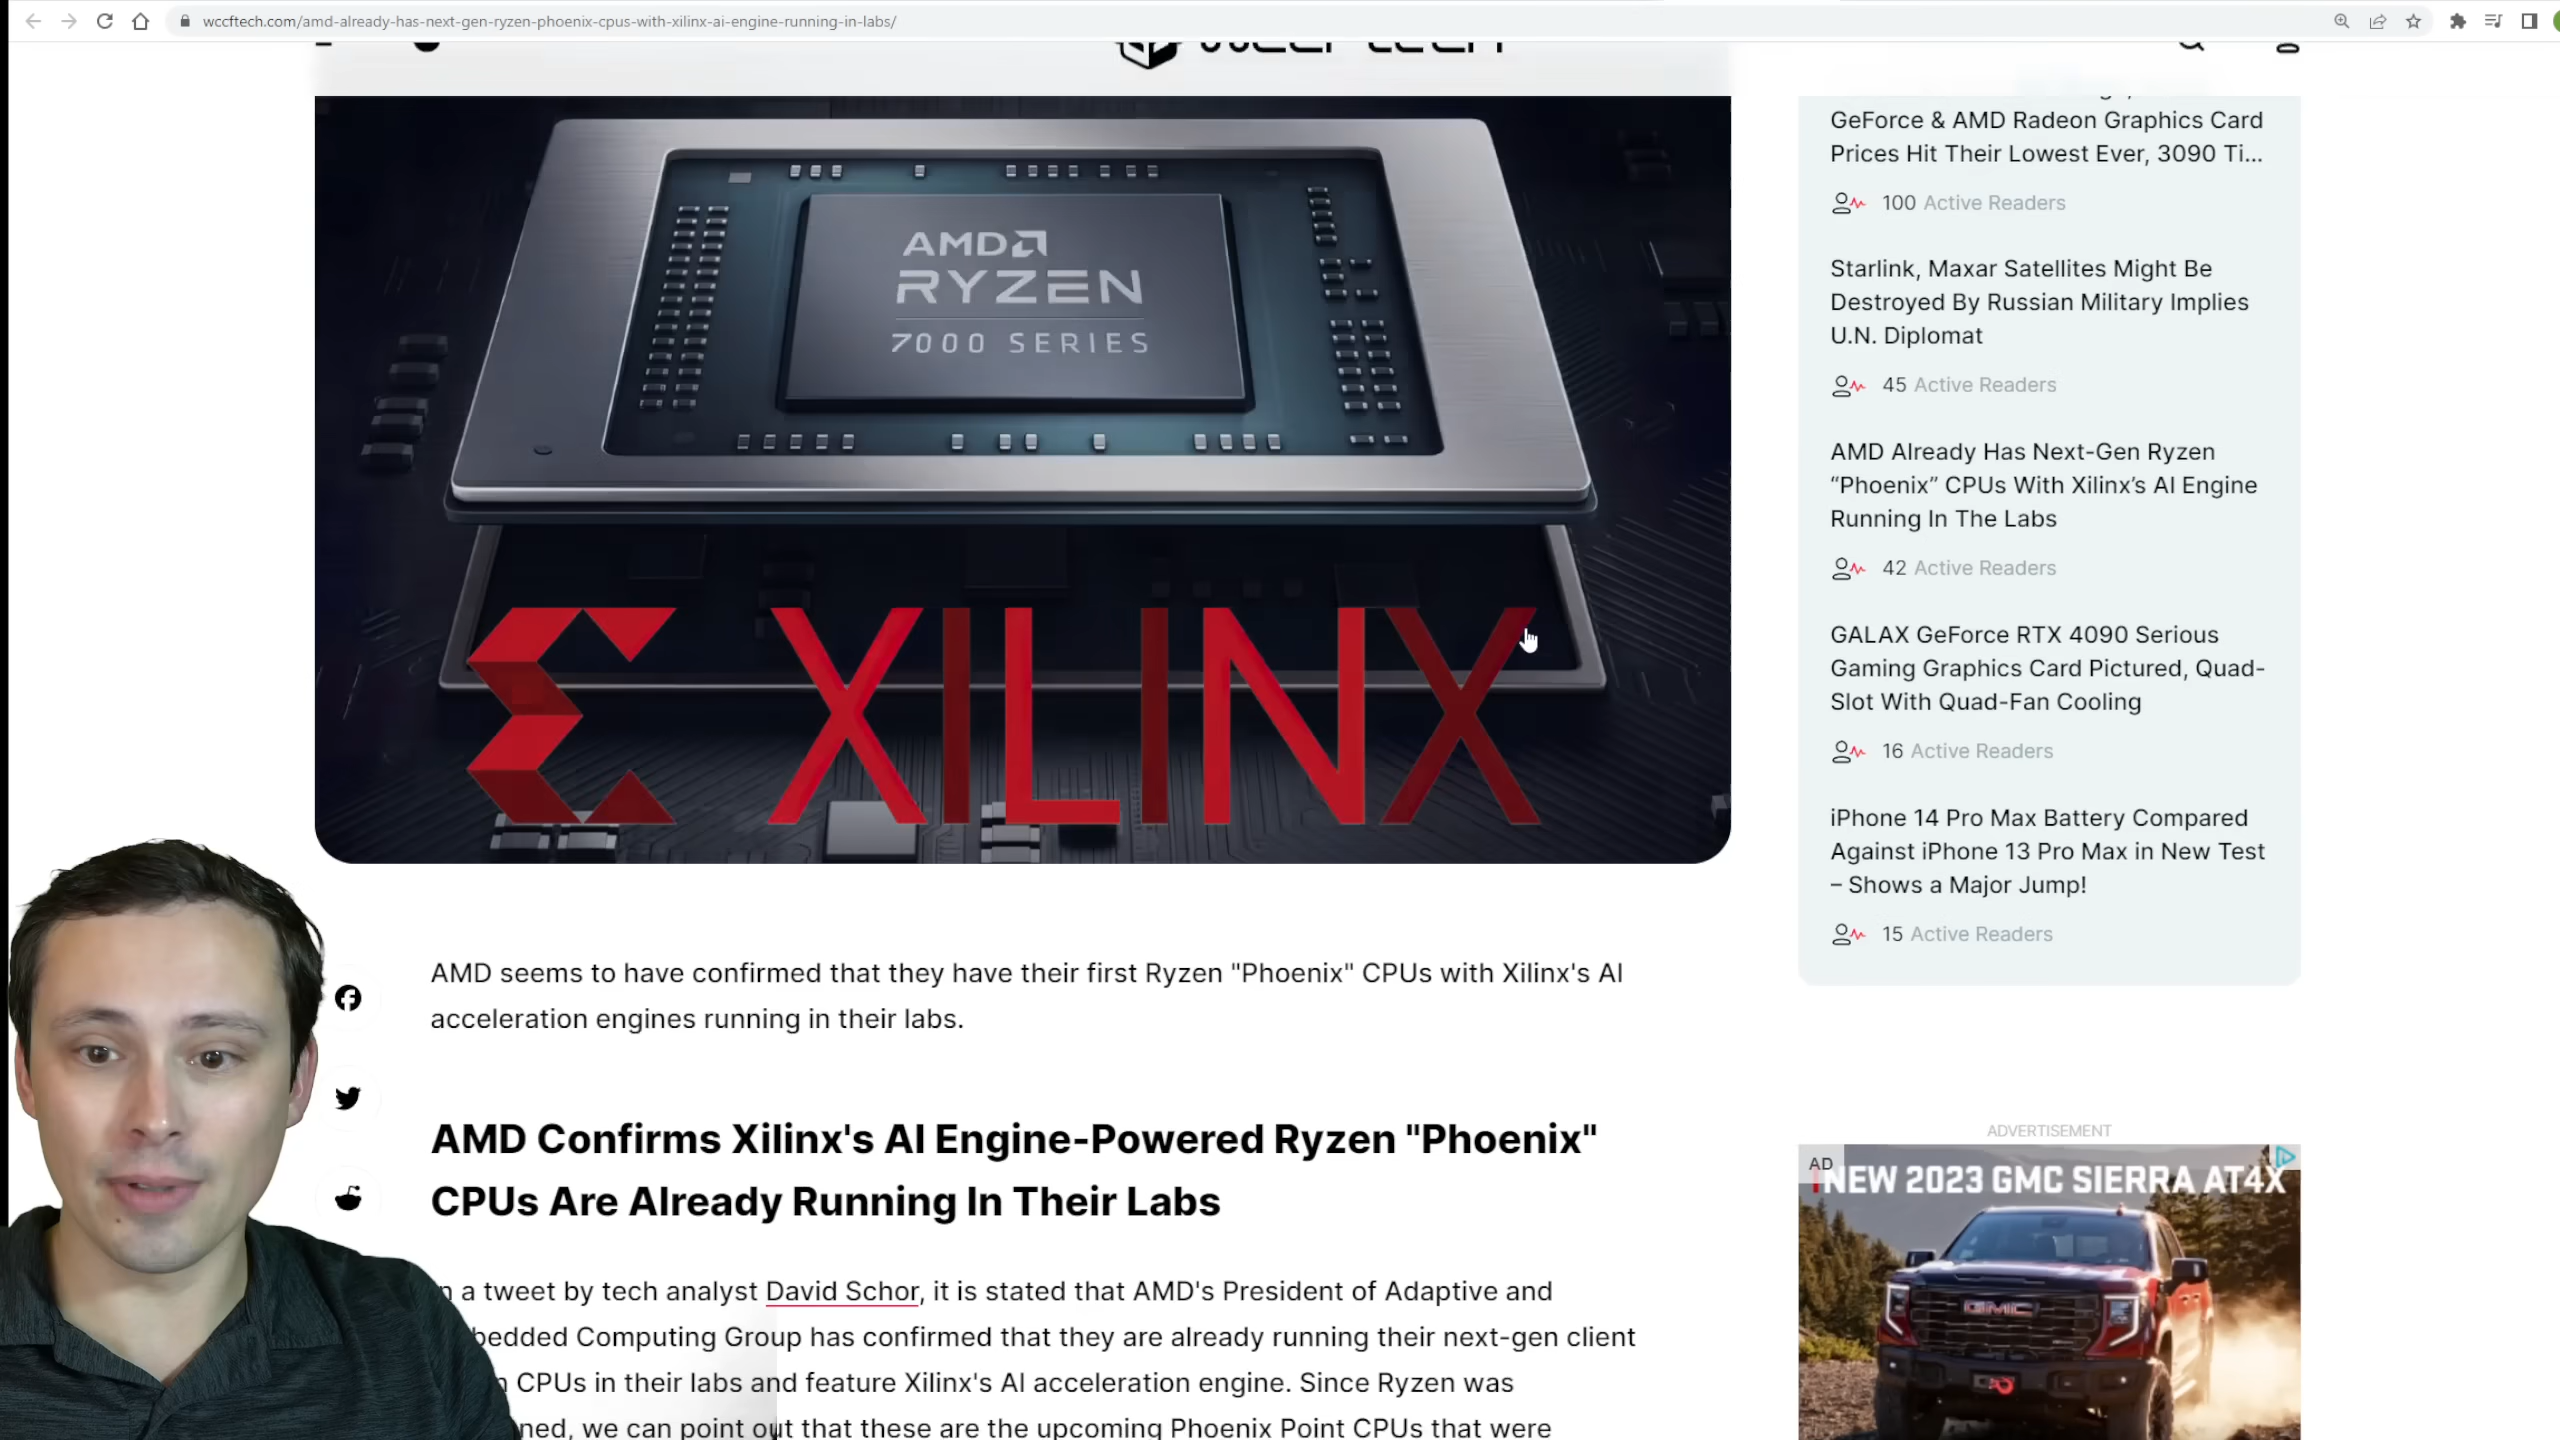 wccftech.com/amd-already-has-next-gen-ryzen-phoenix-cpus-with-xilinx-ai-engine-running-in-labs/
AMD
RYZEN
7000 SERIES
XILINX
AMD seems to have confirmed that they have their first Ryzen "Phoenix" CPUs with Xilinx's AI
acceleration engines running in their labs.
AMD Confirms Xilinx's AI Engine-Powered Ryzen "Phoenix"
CPUs Are Already Running In Their Labs
a tweet by tech analyst David Schor, it is stated that AMD's President of Adaptive and
Computing Group has confirmed that they are already running their next-gen client
CPUs in their labs and feature Xilinx's AI acceleration engine. Since Ryzen was
we can point out that these are the upcoming Phoenix Point CPUs that were
GeForce & AMD Radeon Graphics Card
Prices Hit Their Lowest Ever, 3090 Ti...
100 Active Readers
Starlink, Maxar Satellites Might Be
Destroyed By Russian Military Implies
U.N. Diplomat
45 Active Readers
AMD Already Has Next-Gen Ryzen
“Phoenix” CPUs With Xilinx’s AI Engine
Running In The Labs
42 Active Readers
GALAX GeForce RTX 4090 Serious
Gaming Graphics Card Pictured, Quad-
Slot With Quad-Fan Cooling
16 Active Readers
iPhone 14 Pro Max Battery Compared
Against iPhone 13 Pro Max in New Test
– Shows a Major Jump!
15 Active Readers
ADVERTISEMENT
AD
NEW 2023 GMC SIERRA AT4X
GMC